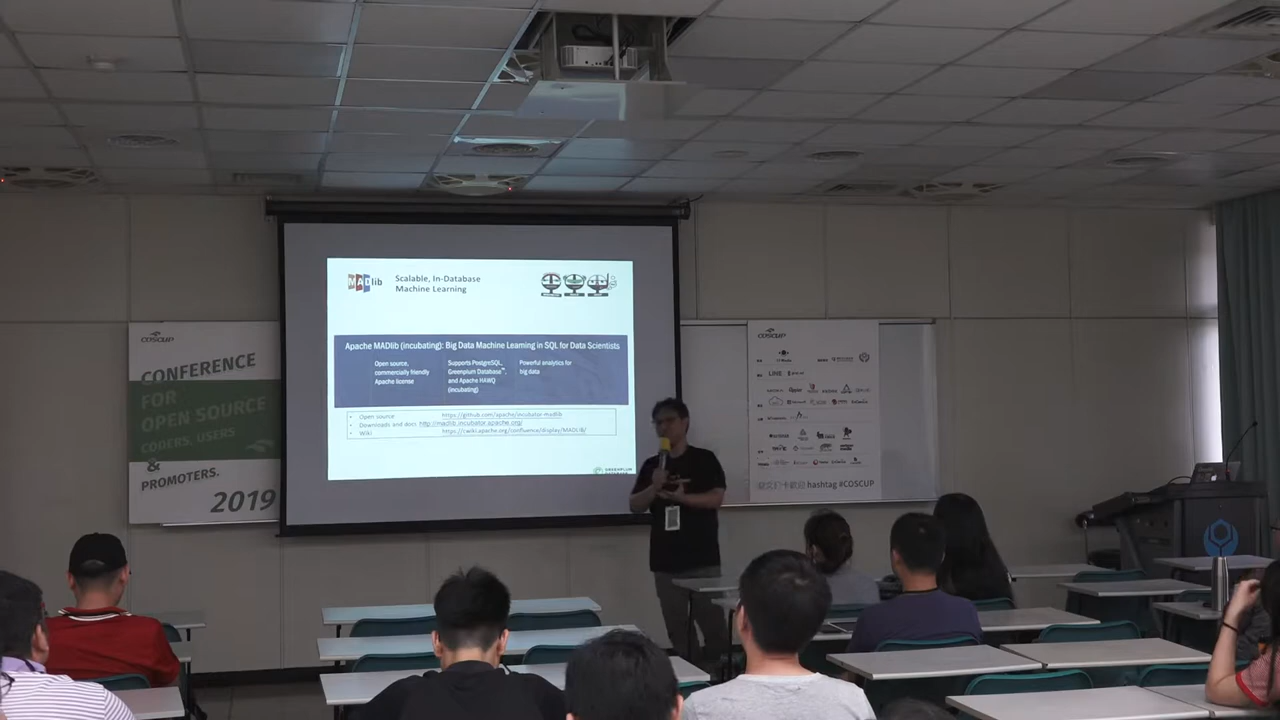 MADlib
Scalable, In-Database
Machine Learning
Apache MADlib (incubating): Big Data Machine Learning in SQL for Data Scientists
Open source,
commercially friendly
Apache license
Supports PostgreSQL,
Greenplum Database™,
and Apache HAWQ
(incubating)
Powerful analytics for
big data
• Open source https://github.com/apache/incubator-madlib
• Downloads and docs http://madlib.incubator.apache.org/
• Wiki https://cwiki.apache.org/confluence/display/MADLIB/
GREENPLUM
DATABASE
COSCUP
CONFERENCE
FOR
OPEN SOURCE
CODERS, USERS
&
PROMOTERS.
2019
COSCUP
LINE
hashtag #COSCUP